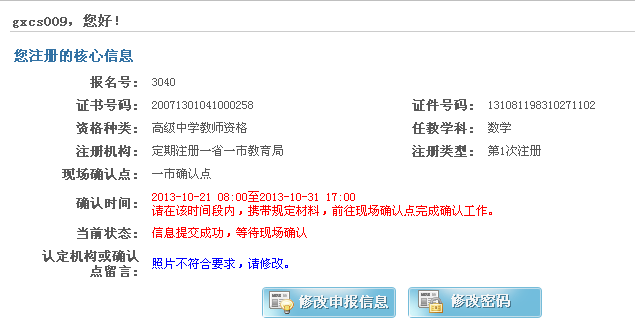 gxcs009，您好！
您注册的核心信息
报名号： 3040
证书号码： 20071301041000258 证件号码： 131081198310271102
资格种类： 高级中学教师资格 任教学科： 数学
注册机构： 定期注册一省一市教育局 注册类型： 第1次注册
现场确认点： 一市确认点
确认时间： 2013-10-21 08:00至2013-10-31 17:00
请在该时间段内，携带规定材料，前往现场确认点完成确认工作。
当前状态： 信息提交成功，等待现场确认
认定机构或确认
点留言： 照片不符合要求，请修改。
修改申报信息 修改密码